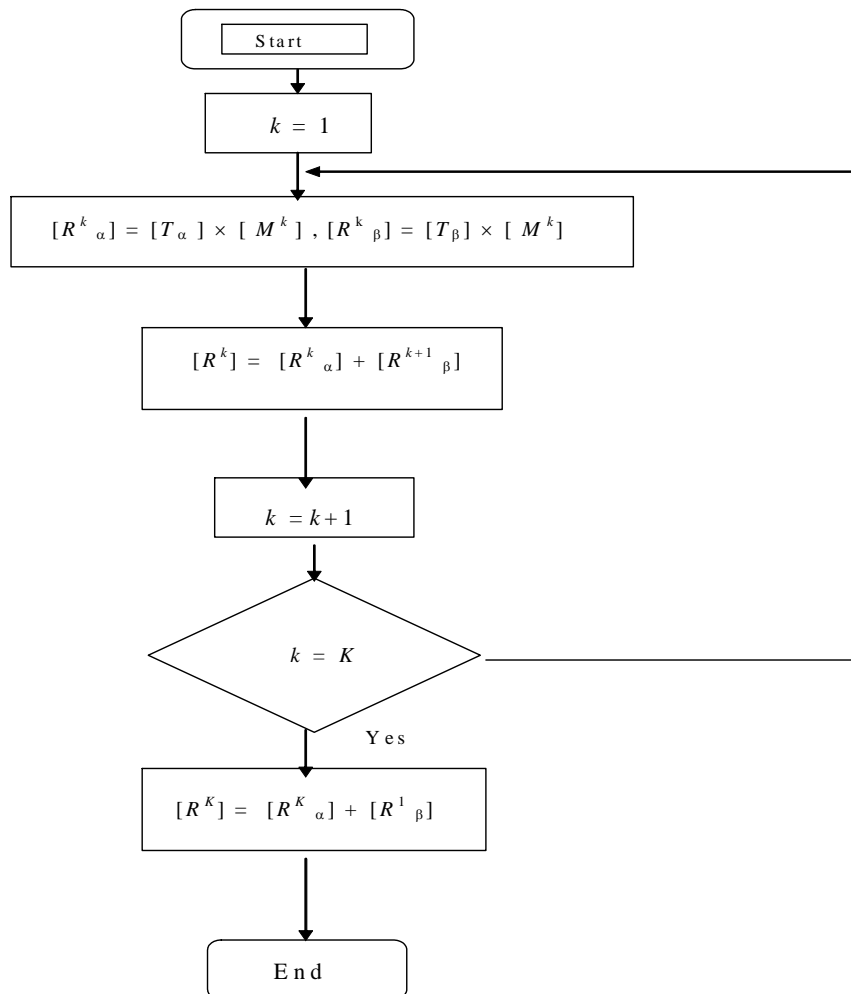 Start
k = 1
[R^k_α] = [T_α] × [M^k], [R^k_β] = [T_β] × [M^k]
[R^k] = [R^k_α] + [R^{k+1}_β]
k = k+1
k = K
Yes
[R^K] = [R^K_α] + [R^1_β]
End